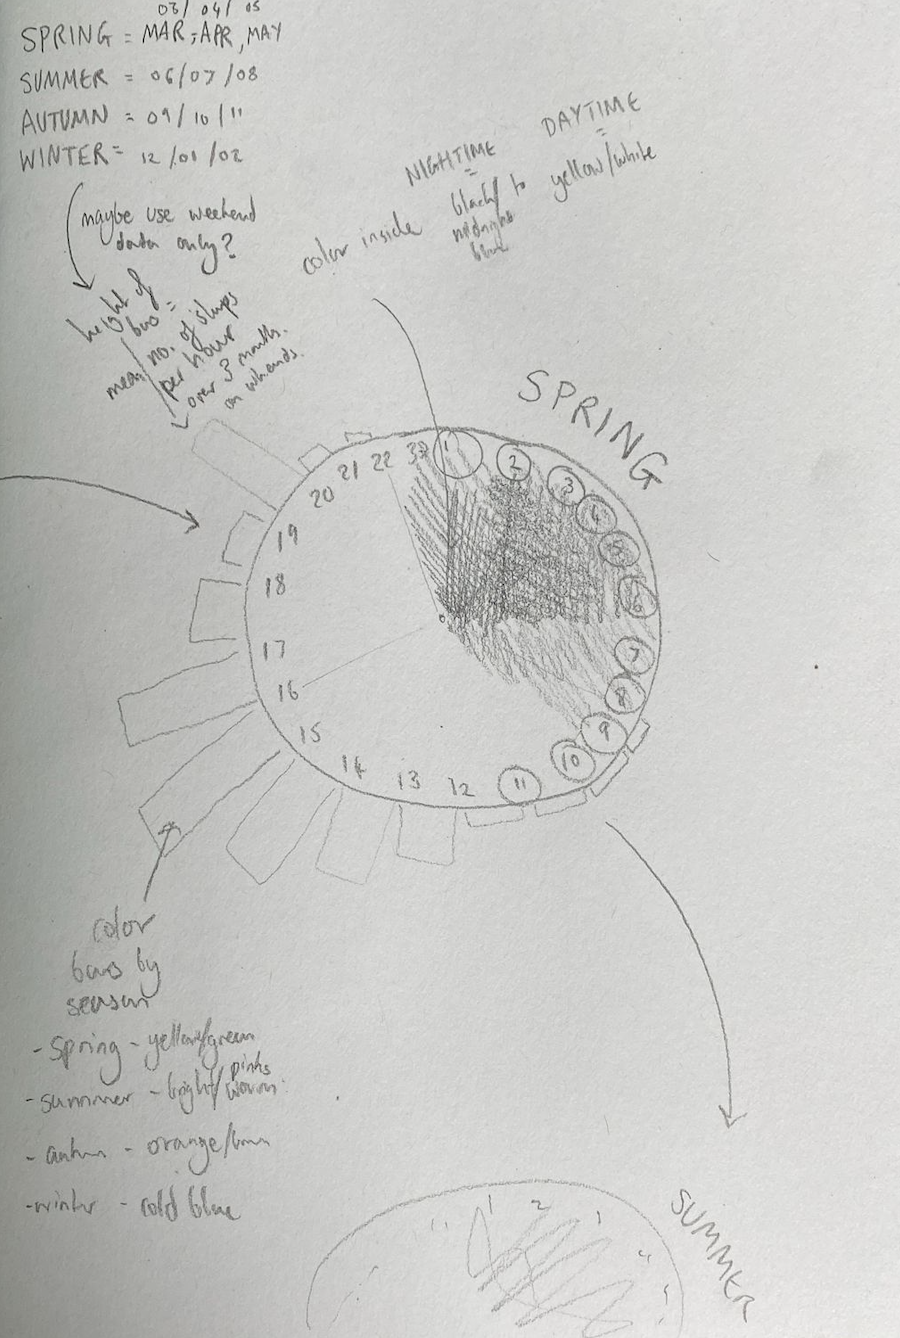 03/ 04/ 05
SPRING = MAR, APR, MAY
SUMMER = 06/07/08
AUTUMN = 09/10/11
WINTER = 12/01/02
maybe use weekend
data only?
height of
bar =
mean no. of steps
per hour
over 3 months
on wkends.
NIGHTIME
=
black/
midnight
blue
to
DAYTIME
=
yellow/white
color inside
SPRING
1
2
3
4
5
6
7
8
9
10
11
12
13
14
15
16
17
18
19
20
21
22
color
bars by
season
- Spring - yellow/green
- summer - bright/warm
pinks
- autumn - orange/brown
- winter - cold blue
SUMMER
11
1
2